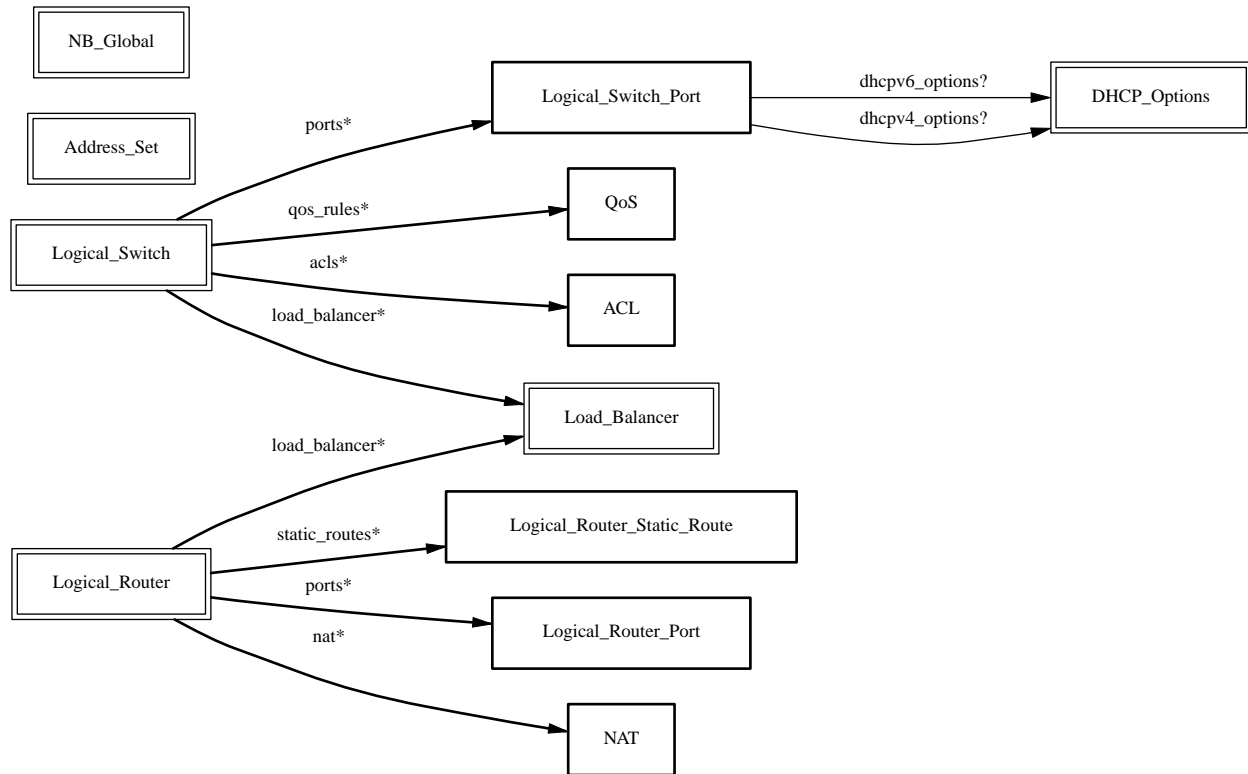 NB_Global
Logical_Switch_Port
dhcpv6_options?
DHCP_Options
dhcpv4_options?
ports*
Address_Set
qos_rules*
QoS
Logical_Switch
acls*
ACL
load_balancer*
Load_Balancer
load_balancer*
static_routes*
Logical_Router_Static_Route
Logical_Router
ports*
Logical_Router_Port
nat*
NAT